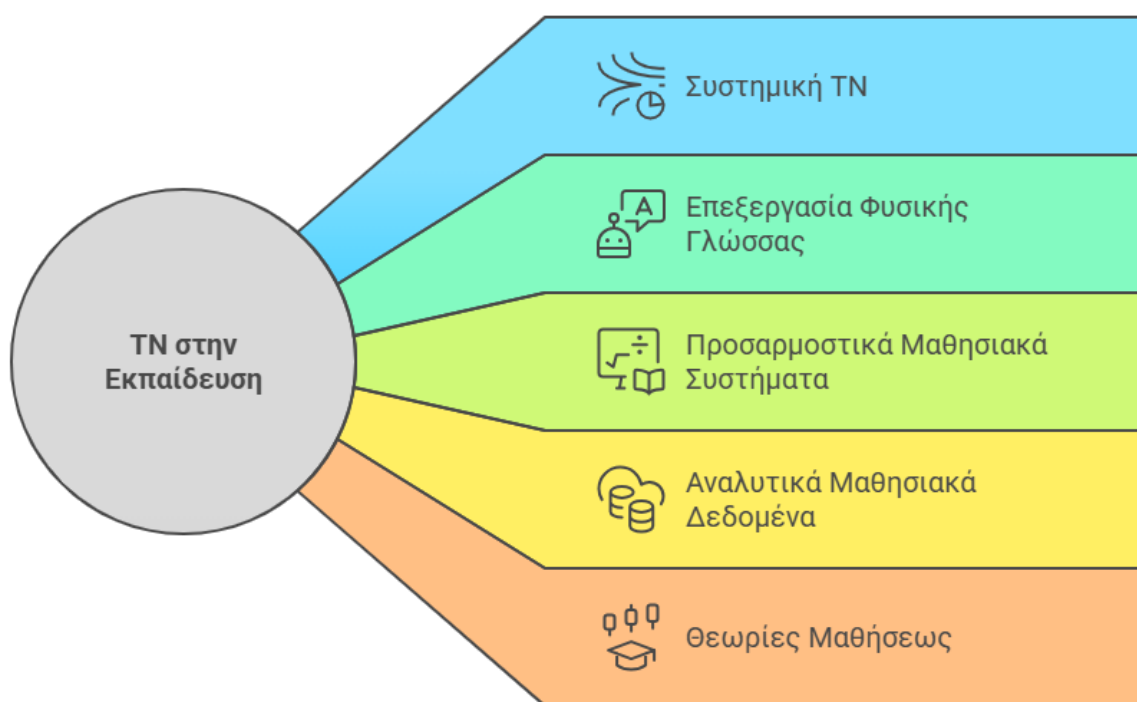 ΤΝ στην
Εκπαίδευση
Συστημική ΤΝ
Επεξεργασία Φυσικής
Γλώσσας
Προσαρμοστικά Μαθησιακά
Συστήματα
Αναλυτικά Μαθησιακά
Δεδομένα
Θεωρίες Μαθήσεως